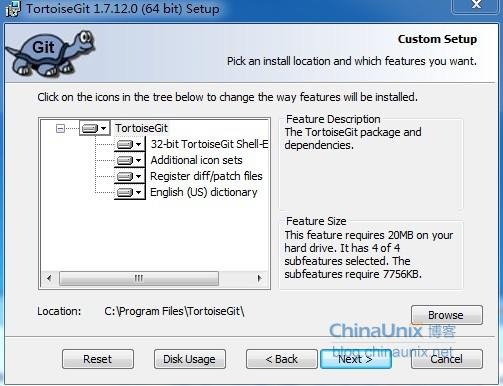 TortoiseGit 1.7.12.0 (64 bit) Setup
Git
Custom Setup
Pick an install location and which features you want.
Click on the icons in the tree below to change the way features will be installed.
TortoiseGit
32-bit TortoiseGit Shell-E
Additional icon sets
Register diff/patch files
English (US) dictionary
Feature Description
The TortoiseGit package and
dependencies.
Feature Size
This feature requires 20MB on your
hard drive. It has 4 of 4
subfeatures selected. The
subfeatures require 7756KB.
Location: C:\Program Files\TortoiseGit\
Browse
ChinaUnix 博客
blog.chinaunix.net
Reset
Disk Usage
< Back
Next >
Cancel